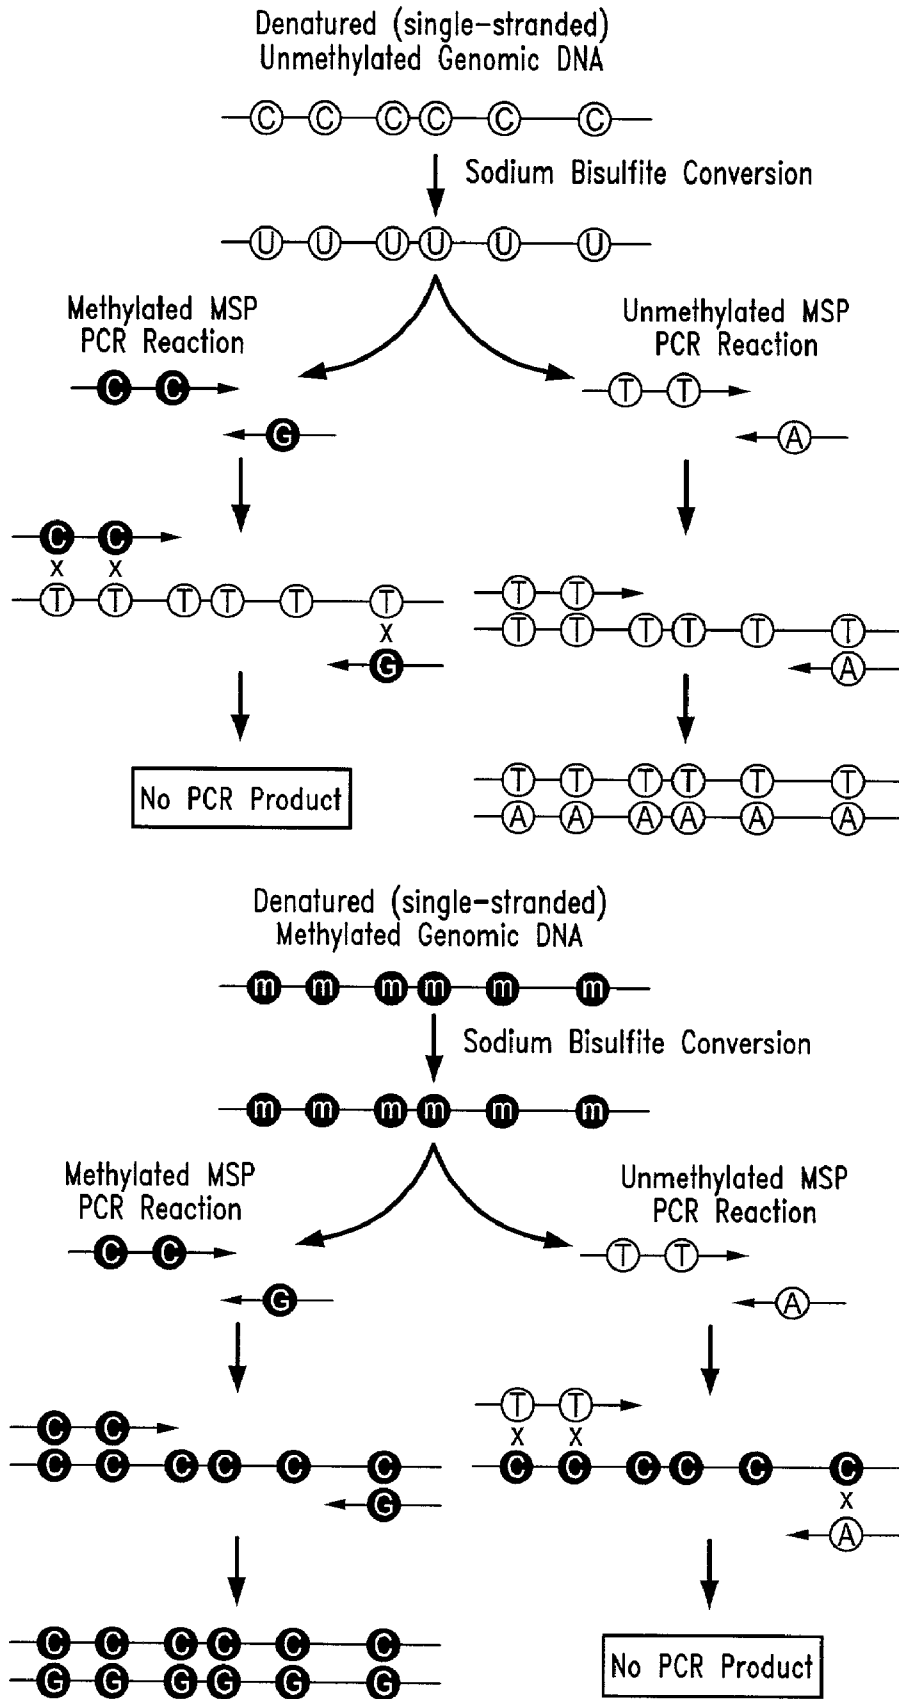 Denatured (single-stranded)
Unmethylated Genomic DNA
C C C C C C
Sodium Bisulfite Conversion
U U U U U U
Methylated MSP
PCR Reaction
C C
G
Unmethylated MSP
PCR Reaction
T T
A
C C
x x
T T T T T T
x
G
No PCR Product
T T
T T T T T T
A
T T T T T T
A A A A A A
Denatured (single-stranded)
Methylated Genomic DNA
m m m m m m
Sodium Bisulfite Conversion
m m m m m m
Methylated MSP
PCR Reaction
C C
G
Unmethylated MSP
PCR Reaction
T T
A
C C
C C C C C C
G
C C C C C C
G G G G G G
T T
x x
C C C C C C
x
A
No PCR Product